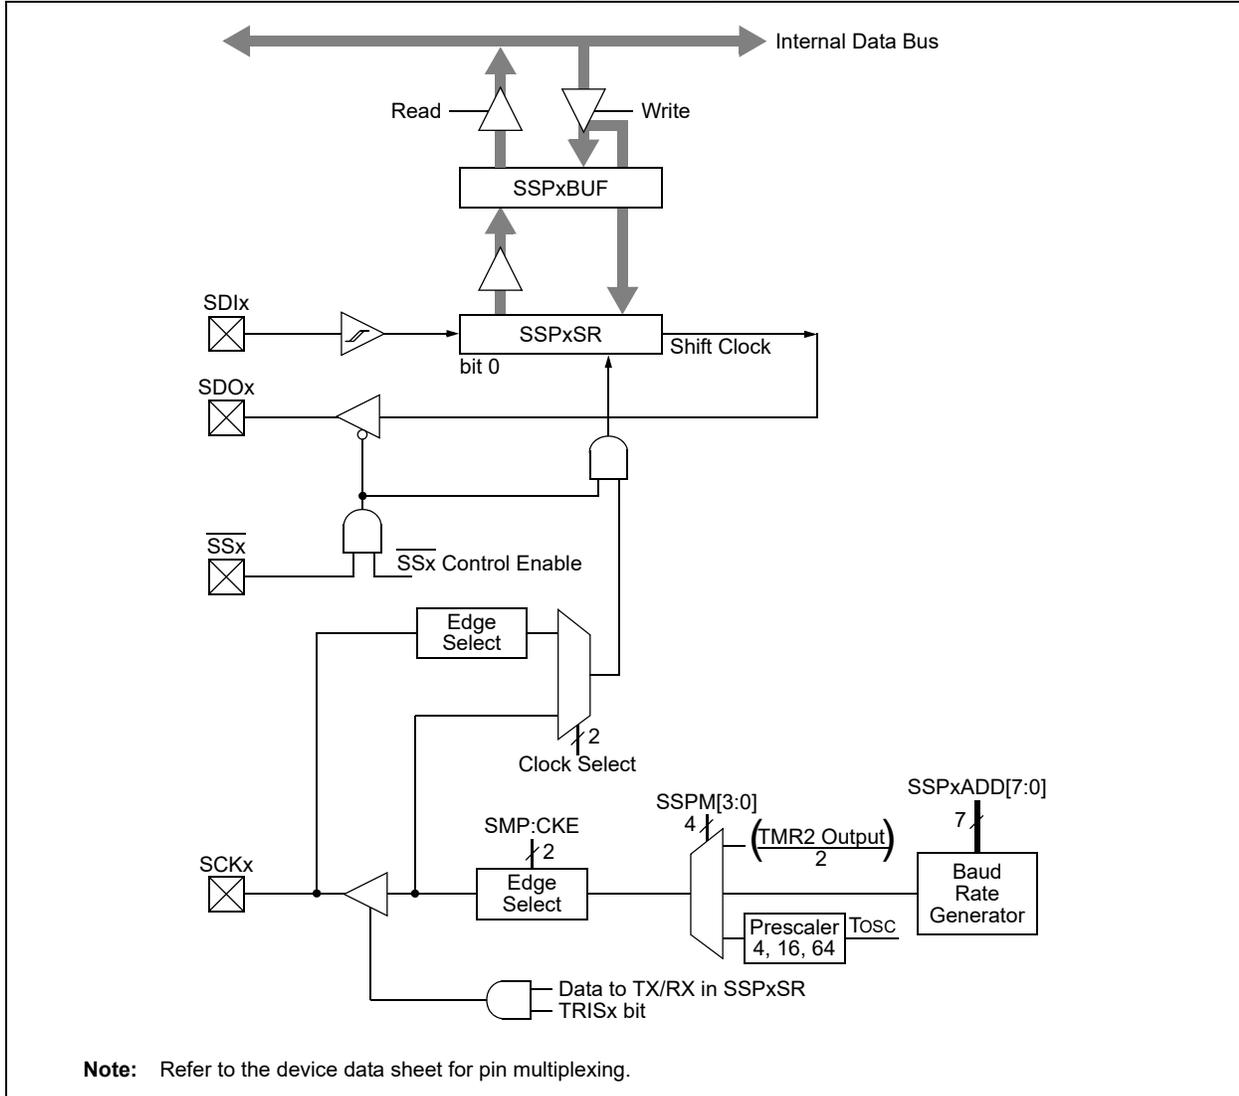 Internal Data Bus
Read
Write
SSPxBUF
SDIx
SSPxSR
Shift Clock
bit 0
SDOx
SSx
SSx Control Enable
Edge
Select
2
Clock Select
SSPxADD[7:0]
SSPM[3:0]
4
7
SMP:CKE
(TMR2 Output)
2
2
SCKx
Edge
Select
Baud
Rate
Generator
Prescaler
4, 16, 64
TOSC
Data to TX/RX in SSPxSR
TRISx bit
Note: Refer to the device data sheet for pin multiplexing.